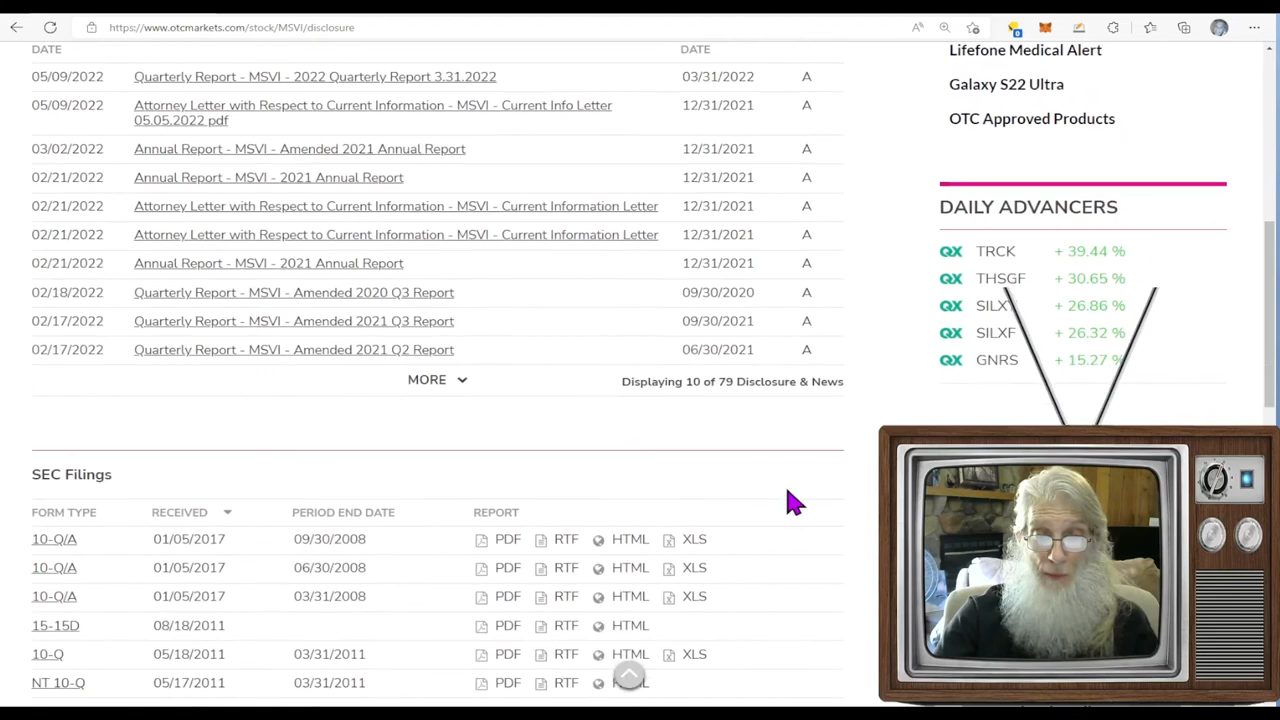 https://www.otcmarkets.com/stock/MSVI/disclosure
DATE DATE
05/09/2022 Quarterly Report - MSVI - 2022 Quarterly Report 3.31.2022 03/31/2022 A
05/09/2022 Attorney Letter with Respect to Current Information - MSVI - Current Info Letter 12/31/2021 A
05.05.2022 pdf
03/02/2022 Annual Report - MSVI - Amended 2021 Annual Report 12/31/2021 A
02/21/2022 Annual Report - MSVI - 2021 Annual Report 12/31/2021 A
02/21/2022 Attorney Letter with Respect to Current Information - MSVI - Current Information Letter 12/31/2021 A
02/21/2022 Attorney Letter with Respect to Current Information - MSVI - Current Information Letter 12/31/2021 A
02/21/2022 Annual Report - MSVI - 2021 Annual Report 12/31/2021 A
02/18/2022 Quarterly Report - MSVI - Amended 2020 Q3 Report 09/30/2020 A
02/17/2022 Quarterly Report - MSVI - Amended 2021 Q3 Report 09/30/2021 A
02/17/2022 Quarterly Report - MSVI - Amended 2021 Q2 Report 06/30/2021 A
MORE Displaying 10 of 79 Disclosure & News
SEC Filings
FORM TYPE RECEIVED PERIOD END DATE REPORT
10-Q/A 01/05/2017 09/30/2008 PDF RTF HTML XLS
10-Q/A 01/05/2017 06/30/2008 PDF RTF HTML XLS
10-Q/A 01/05/2017 03/31/2008 PDF RTF HTML XLS
15-15D 08/18/2011 PDF RTF HTML
10-Q 05/18/2011 03/31/2011 PDF RTF HTML XLS
NT 10-Q 05/17/2011 03/31/2011 PDF RTF
Lifefone Medical Alert
Galaxy S22 Ultra
OTC Approved Products
DAILY ADVANCERS
QX TRCK + 39.44 %
QX THSGF + 30.65 %
QX SILXY + 26.86 %
QX SILXF + 26.32 %
QX GNRS + 15.27 %